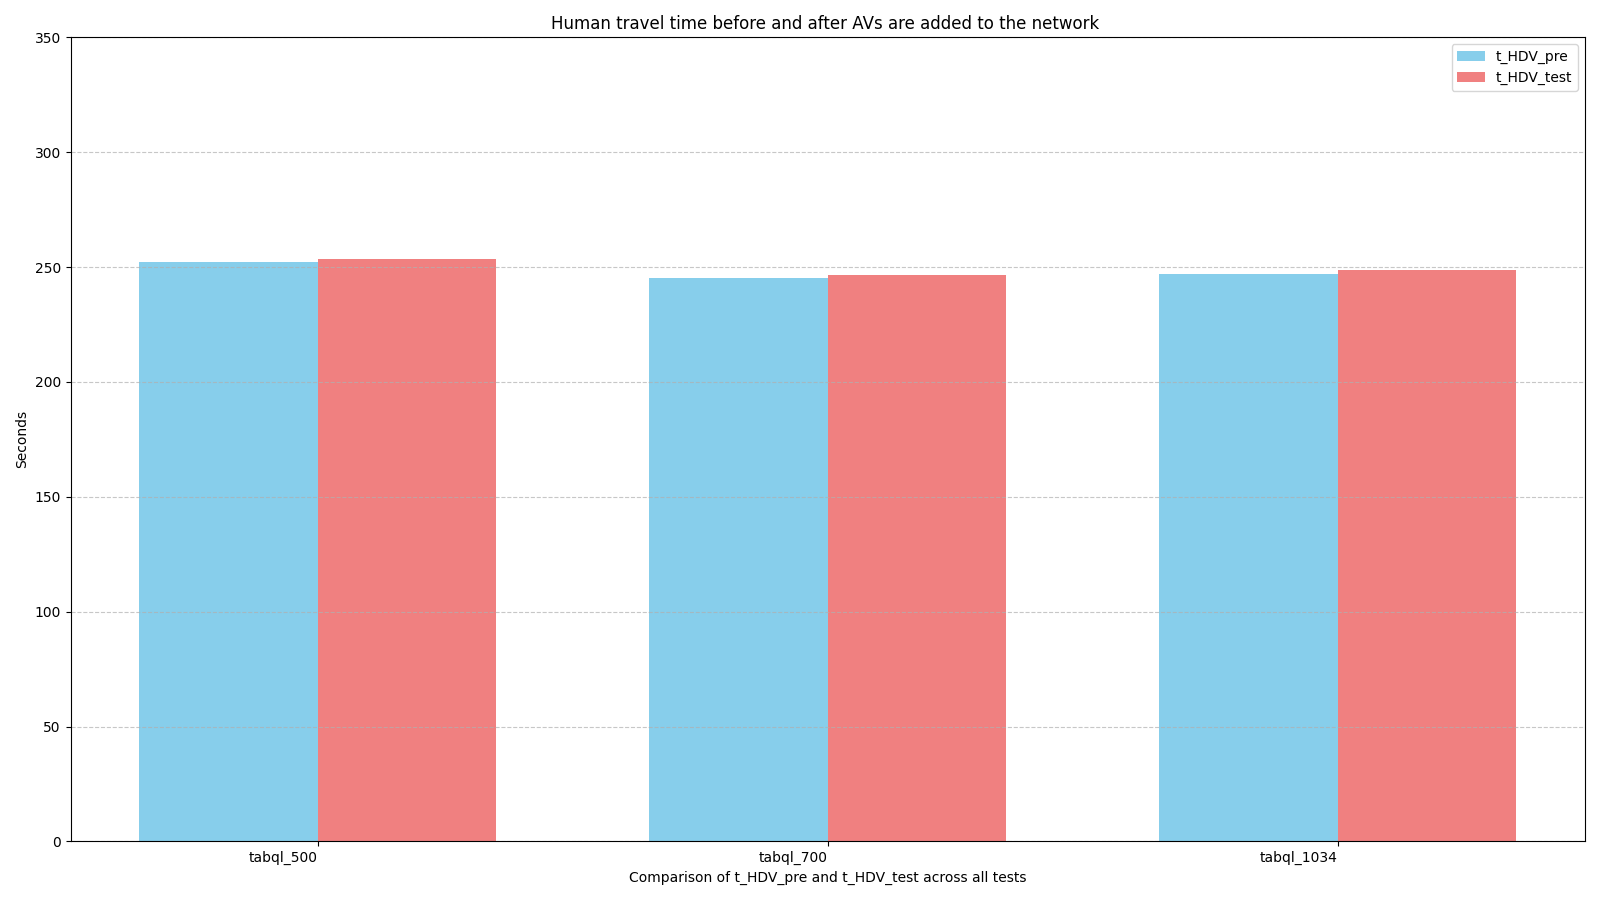 Human travel time before and after AVs are added to the network
t_HDV_pre
t_HDV_test
350
300
250
200
150
100
50
0
Seconds
tabql_500
tabql_700
tabql_1034
Comparison of t_HDV_pre and t_HDV_test across all tests